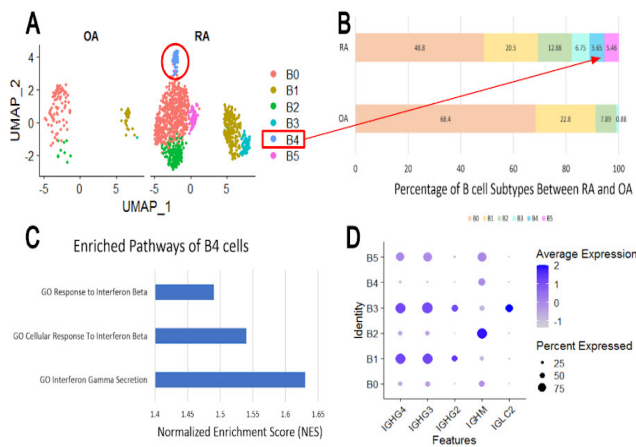 A
OA
RA
UMAP_2
4
2
0
-2
-5
0
5
-5
0
5
UMAP_1
B0
B1
B2
B3
B4
B5
B
RA
48.8
20.5
12.88
6.75
5.65
5.46
OA
68.4
22.8
7.89
0.88
0
20
40
60
80
100
Percentage of B cell Subtypes Between RA and OA
B0
B1
B2
B3
B4
B5
C
Enriched Pathways of B4 cells
GO Response to Interferon Beta
GO Cellular Response To Interferon Beta
GO Interferon Gamma Secretion
1.4
1.45
1.5
1.55
1.6
1.65
Normalized Enrichment Score (NES)
D
Identity
B5
B4
B3
B2
B1
B0
IGHG4
IGHG3
IGHG2
IGHM
IGLC2
Features
Average Expression
2
1
0
-1
Percent Expressed
25
50
75